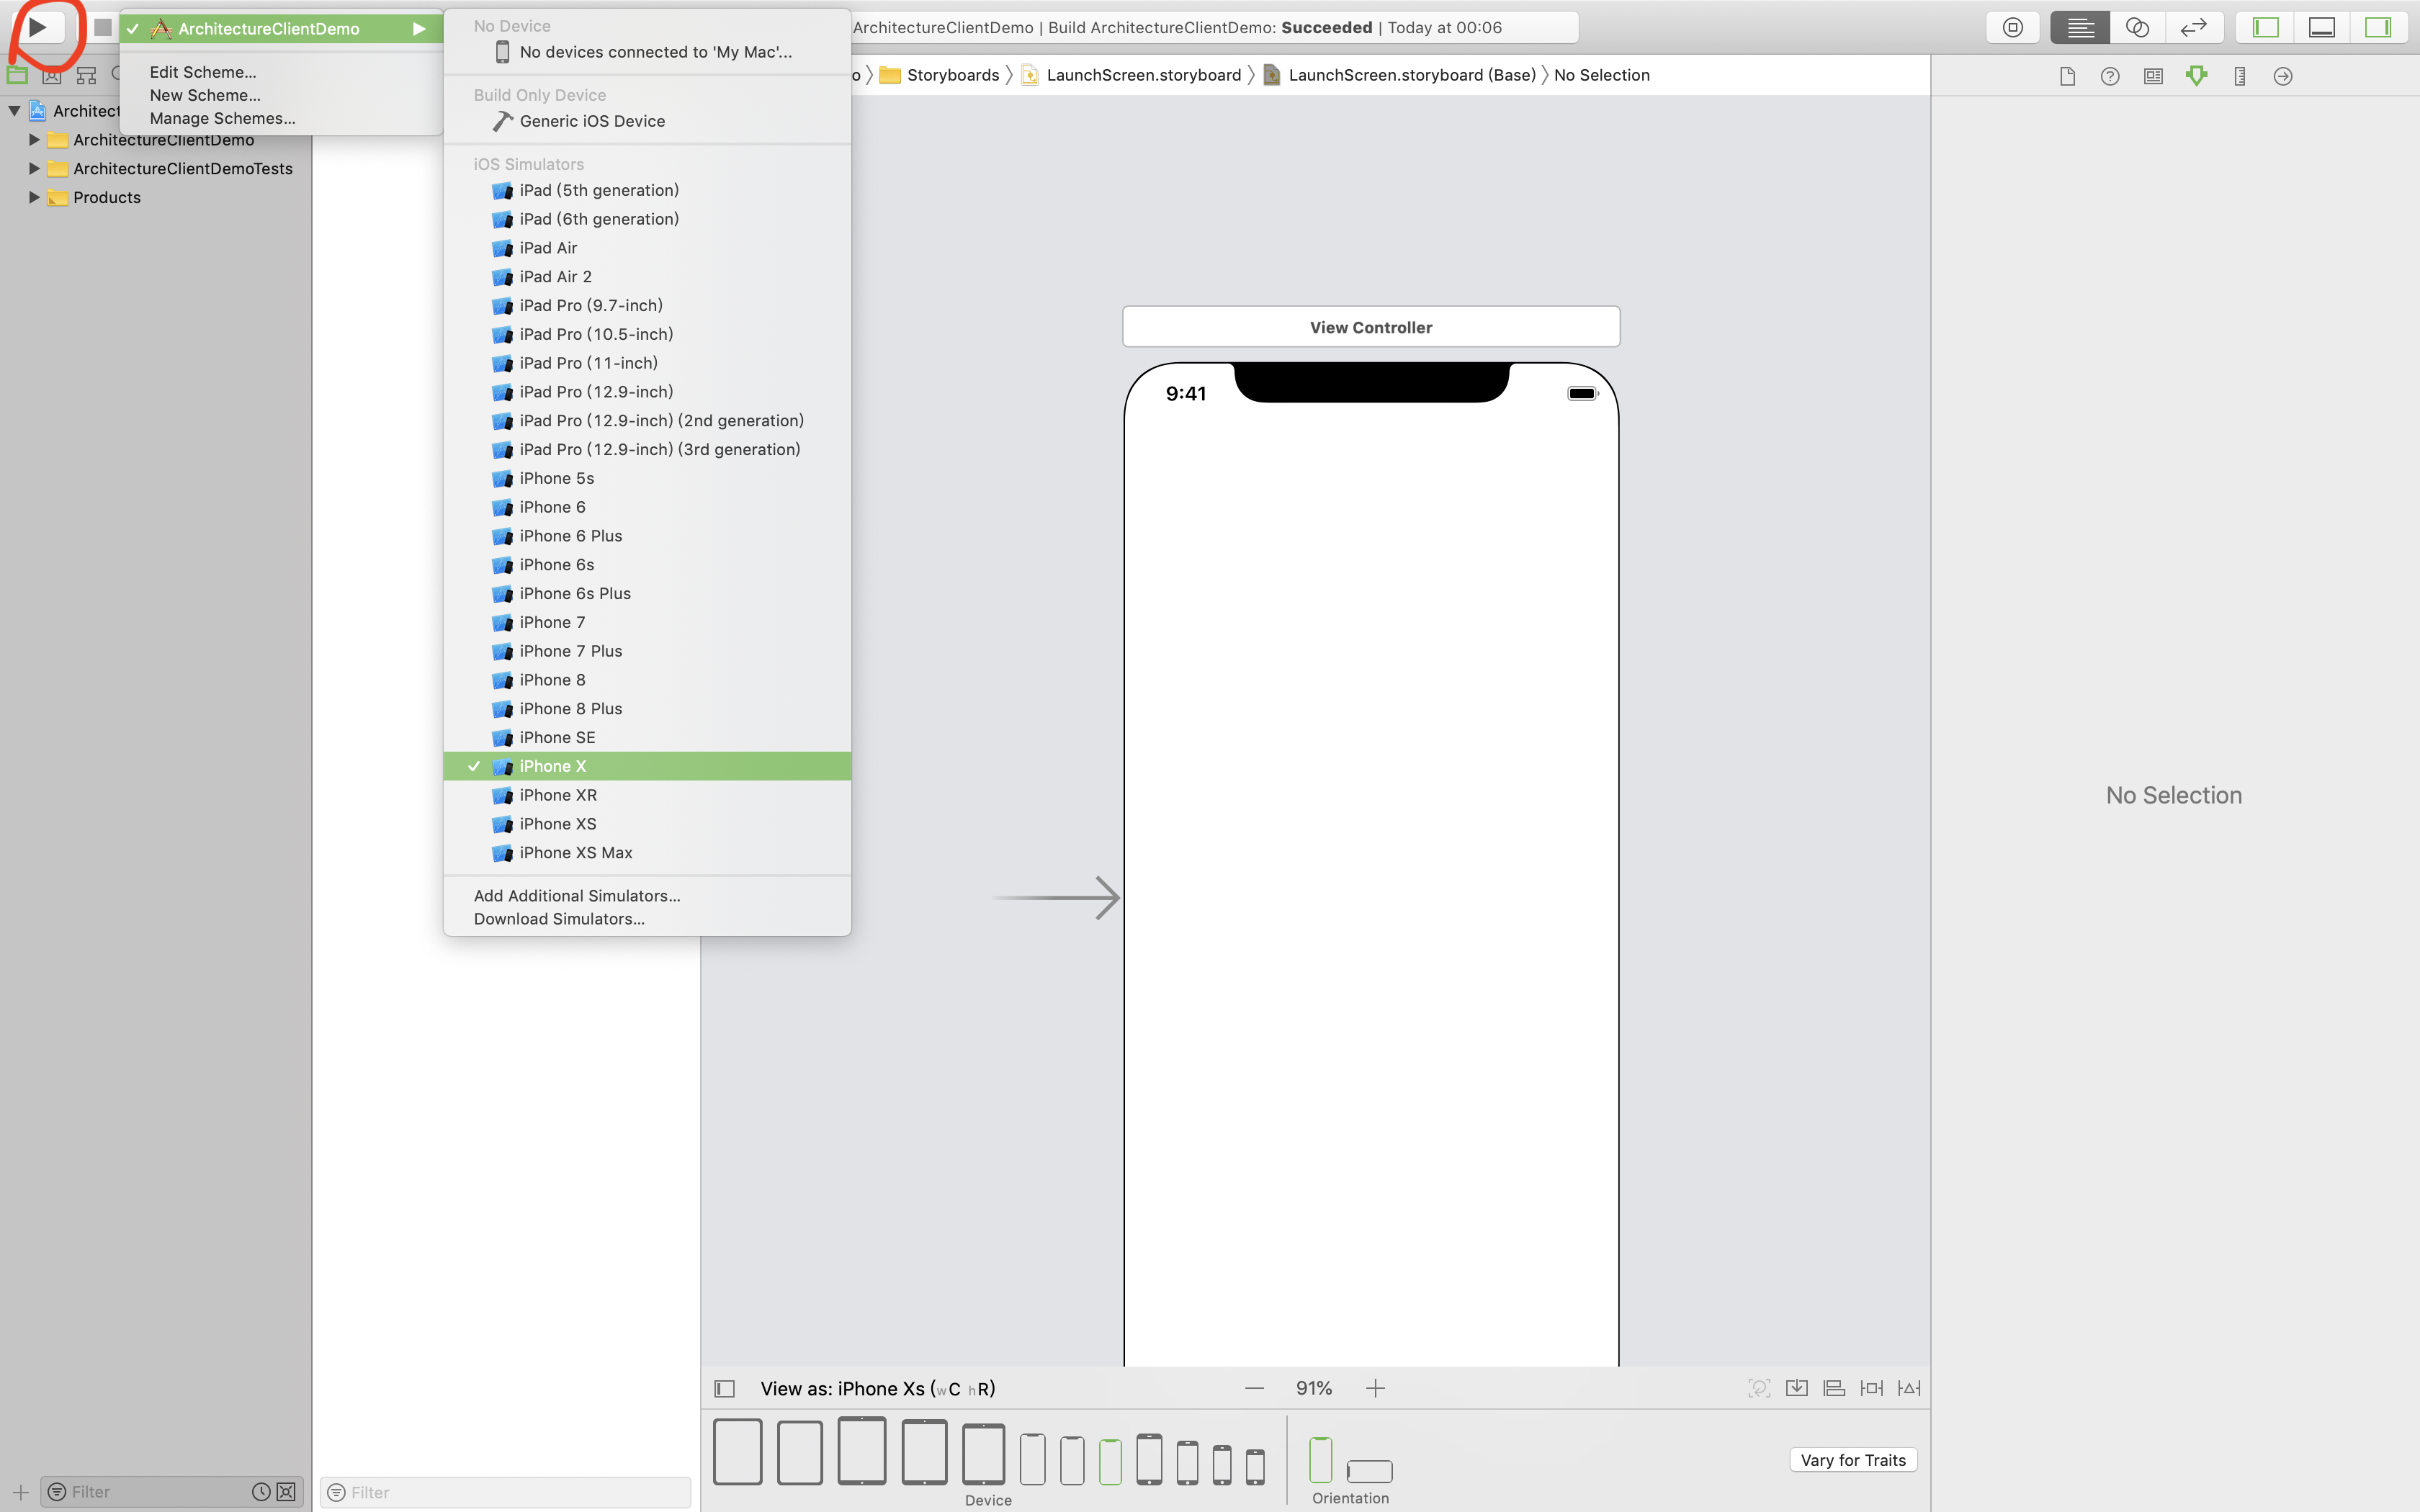 ArchitectureClientDemo
Edit Scheme...
New Scheme...
Manage Schemes...
No Device
No devices connected to 'My Mac'...
Build Only Device
Generic iOS Device
iOS Simulators
iPad (5th generation)
iPad (6th generation)
iPad Air
iPad Air 2
iPad Pro (9.7-inch)
iPad Pro (10.5-inch)
iPad Pro (11-inch)
iPad Pro (12.9-inch)
iPad Pro (12.9-inch) (2nd generation)
iPad Pro (12.9-inch) (3rd generation)
iPhone 5s
iPhone 6
iPhone 6 Plus
iPhone 6s
iPhone 6s Plus
iPhone 7
iPhone 7 Plus
iPhone 8
iPhone 8 Plus
iPhone SE
iPhone X
iPhone XR
iPhone XS
iPhone XS Max
Add Additional Simulators...
Download Simulators...
ArchitectureClientDemo | Build ArchitectureClientDemo: Succeeded | Today at 00:06
o 〉 Storyboards 〉 LaunchScreen.storyboard 〉 LaunchScreen.storyboard (Base) 〉 No Selection
Architect
ArchitectureClientDemo
ArchitectureClientDemoTests
Products
View Controller
9:41
No Selection
View as: iPhone Xs (wC hR)
91%
Vary for Traits
Filter
Filter
Device
Orientation